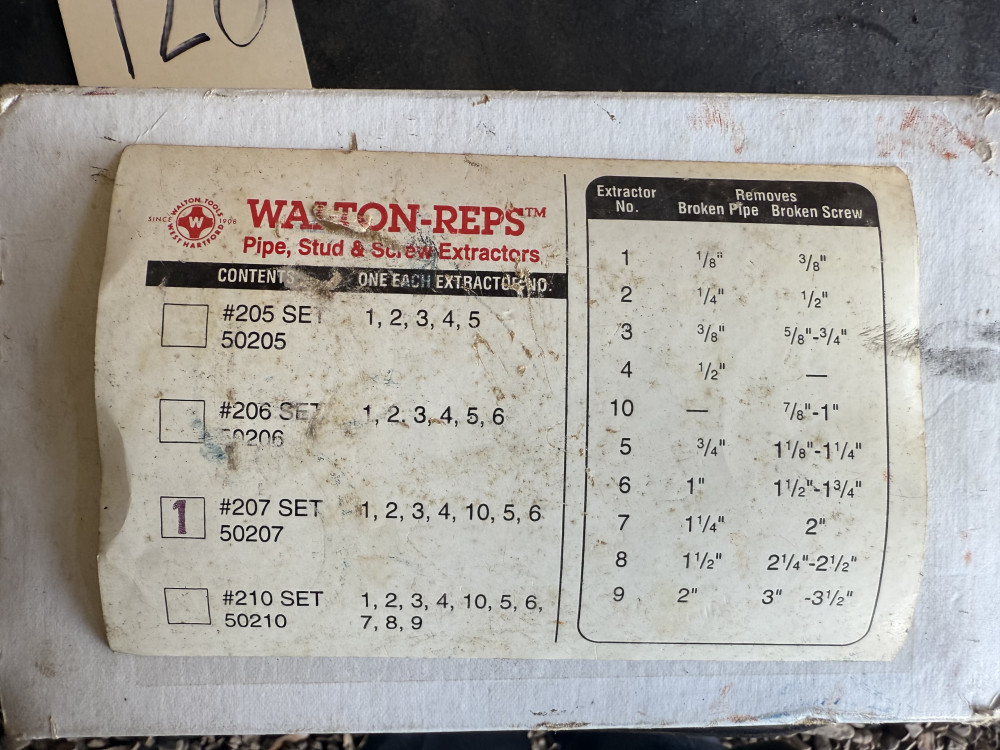 120
SINCE WALTON TOOLS 1908
W
WEST HARTFORD
WALTON-REPS™
Pipe, Stud & Screw Extractors
CONTENTS ONE EACH EXTRACTOR NO.
#205 SET 1, 2, 3, 4, 5
50205
#206 SET 1, 2. 3, 4, 5, 6
50206
1 #207 SET 1, 2, 3, 4, 10, 5, 6
50207
#210 SET 1, 2, 3, 4, 10, 5, 6,
50210 7, 8, 9
Extractor Removes
No. Broken Pipe Broken Screw
1 1/8" 3/8"
2 1/4" 1/2"
3 3/8" 5/8"-3/4"
4 1/2" —
10 — 7/8"-1"
5 3/4" 1 1/8"-1 1/4"
6 1" 1 1/2"-1 3/4"
7 1 1/4" 2"
8 1 1/2" 2 1/4"-2 1/2"
9 2" 3" -3 1/2"